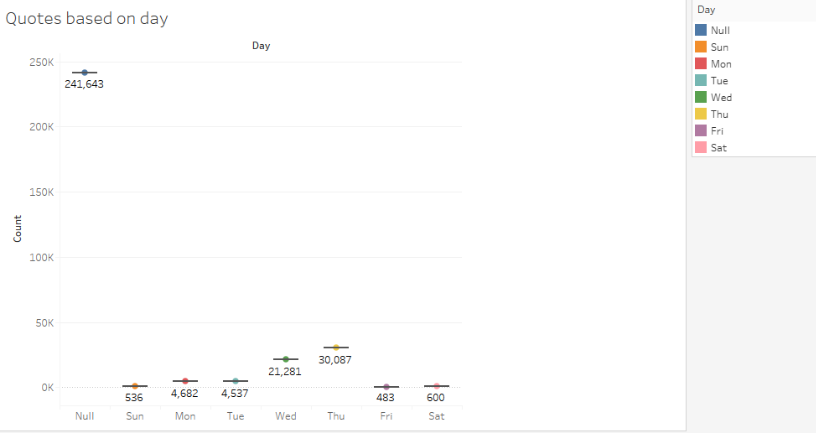 Quotes based on day
Day
250K
241,643
200K
150K
100K
50K
0K
Count
536
4,682
4,537
21,281
30,087
483
600
Null Sun Mon Tue Wed Thu Fri Sat
Day
Null
Sun
Mon
Tue
Wed
Thu
Fri
Sat